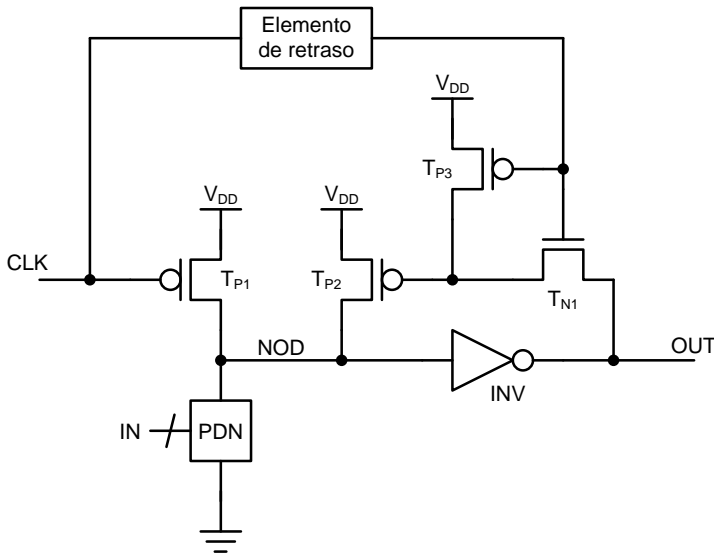 Elemento
de retraso
VDD
TP3
VDD
VDD
CLK
TP1
TP2
TN1
NOD
OUT
INV
IN
PDN